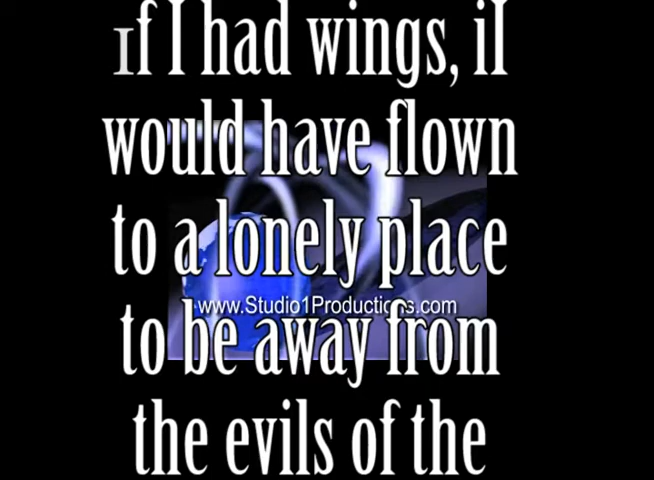 If I had wings, iI
would have flown
to a lonely place
www.Studio1Productions.com
to be away from
the evils of the